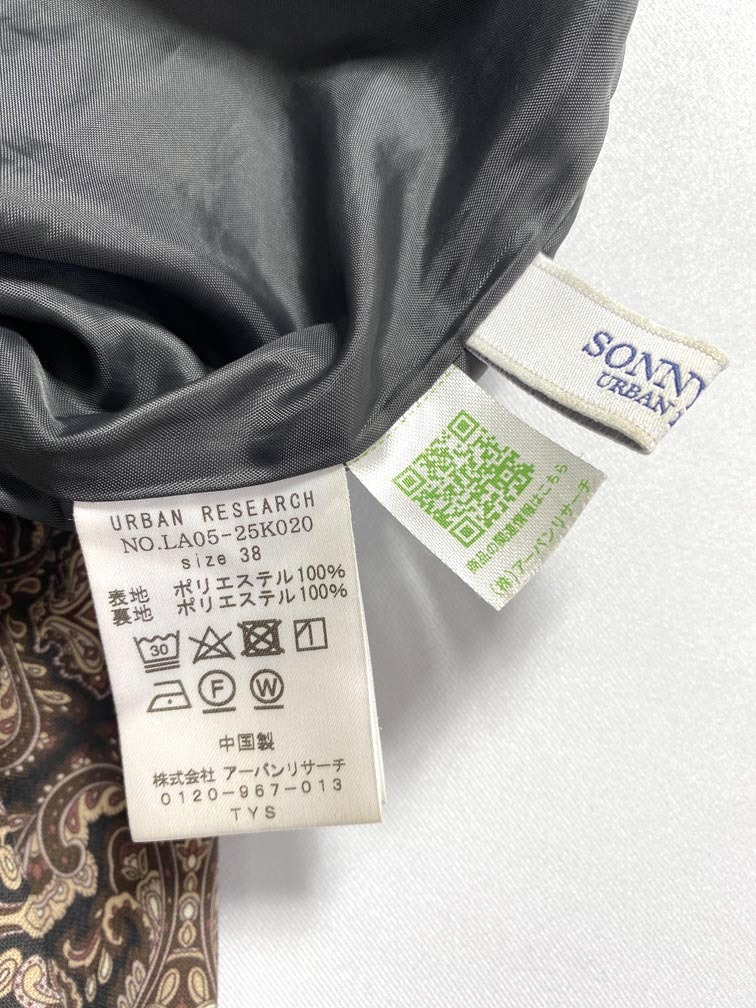 SONNY
URBAN
商品の関連情報はこちら
(株)アーバンリサーチ
URBAN RESEARCH
NO.LA05-25K020
size 38
表地 ポリエステル100%
裏地 ポリエステル100%
30
F W
中国製
株式会社 アーバンリサーチ
0120-967-013
TYS